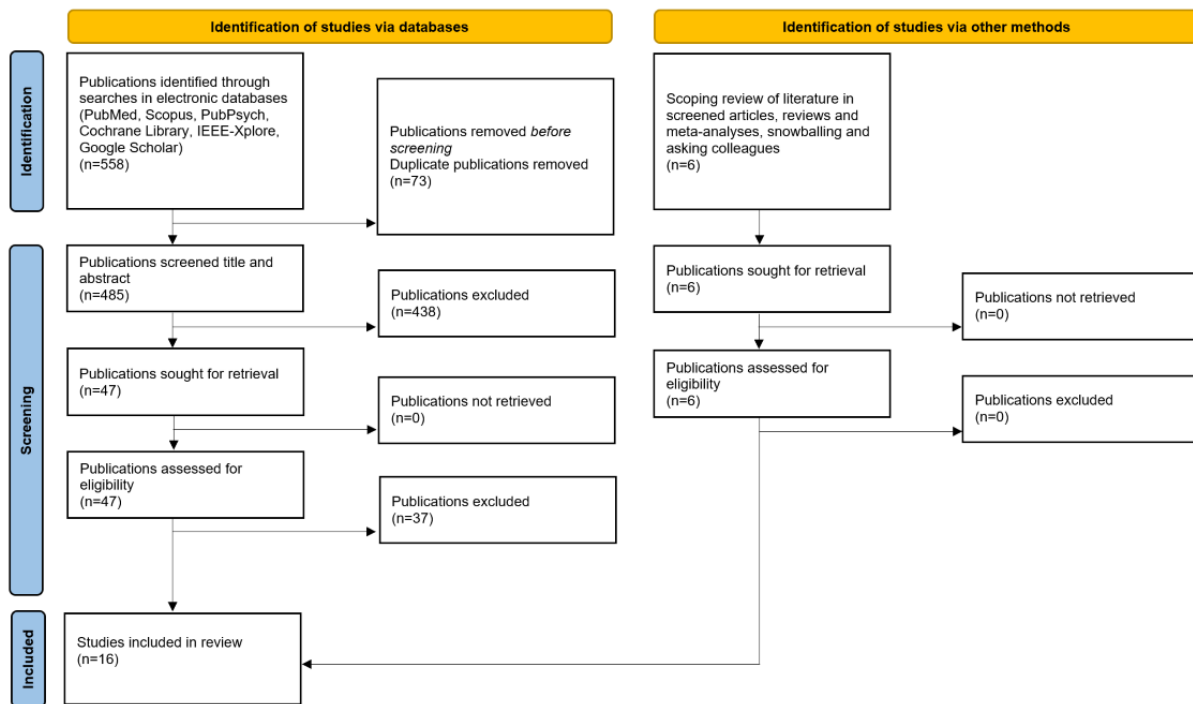 Identification of studies via databases
Identification of studies via other methods
Identification
Publications identified through
searches in electronic databases
(PubMed, Scopus, PubPsych,
Cochrane Library, IEEE-Xplore,
Google Scholar)
(n=558)
Publications removed before
screening
Duplicate publications removed
(n=73)
Scoping review of literature in
screened articles, reviews and
meta-analyses, snowballing and
asking colleagues
(n=6)
Screening
Publications screened title and
abstract
(n=485)
Publications excluded
(n=438)
Publications sought for retrieval
(n=6)
Publications not retrieved
(n=0)
Publications sought for retrieval
(n=47)
Publications not retrieved
(n=0)
Publications assessed for
eligibility
(n=6)
Publications excluded
(n=0)
Publications assessed for
eligibility
(n=47)
Publications excluded
(n=37)
Included
Studies included in review
(n=16)